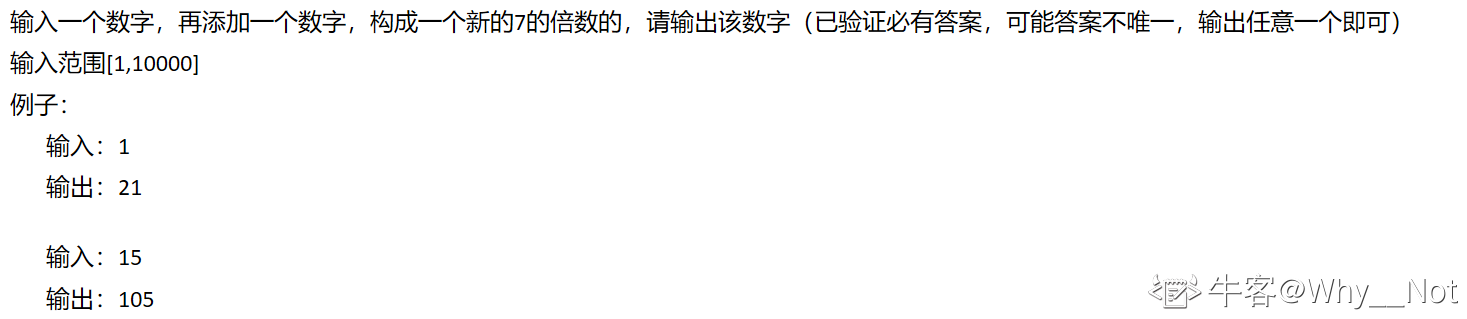 输入一个数字，再添加一个数字，构成一个新的7的倍数的，请输出该数字（已验证必有答案，可能答案不唯一，输出任意一个即可）
输入范围[1,10000]
例子：
输入：1
输出：21
输入：15
输出：105
牛客@Why__Not